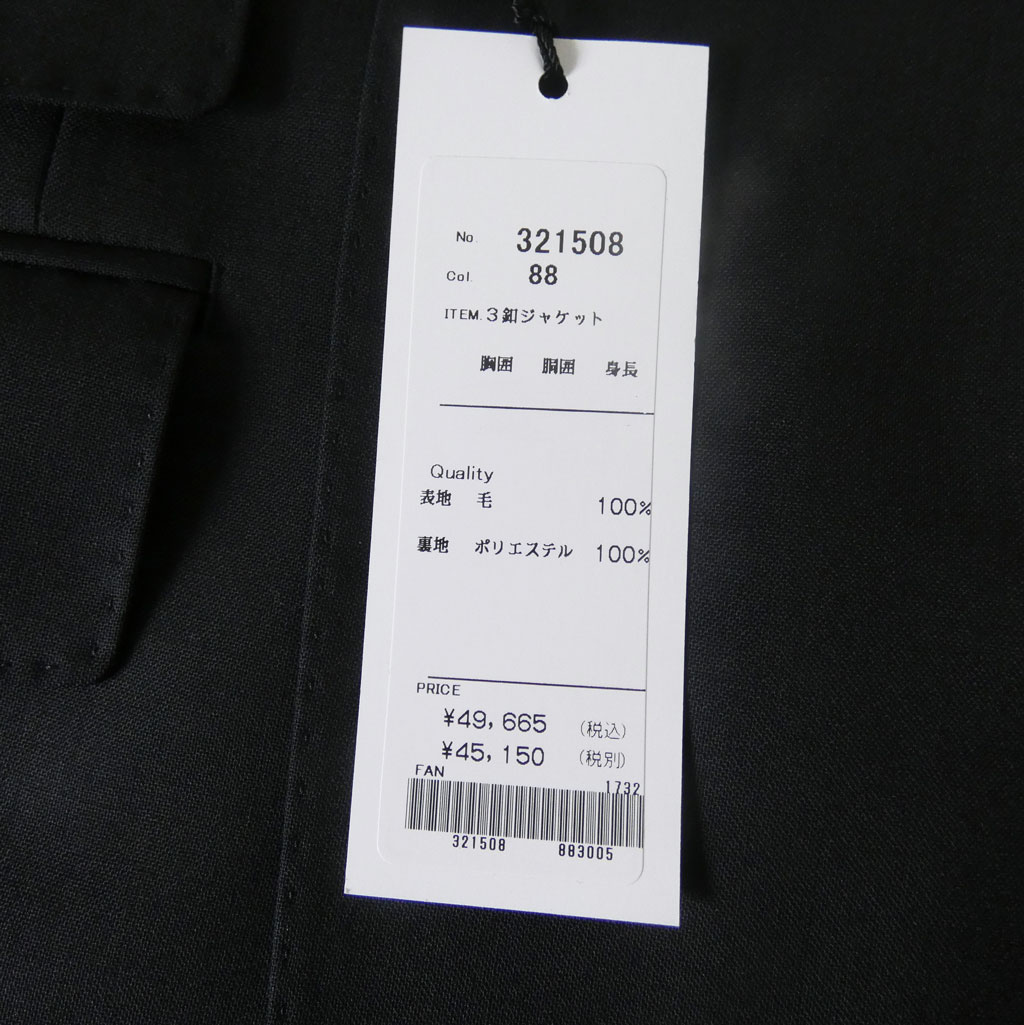 No. 321508
Col. 88
ITEM. 3釦ジャケット
胸囲 胴囲 身長
Quality
表地 毛 100%
裏地 ポリエステル 100%
PRICE
¥49,665 (税込)
¥45,150 (税別)
FAN 1732
321508 883005